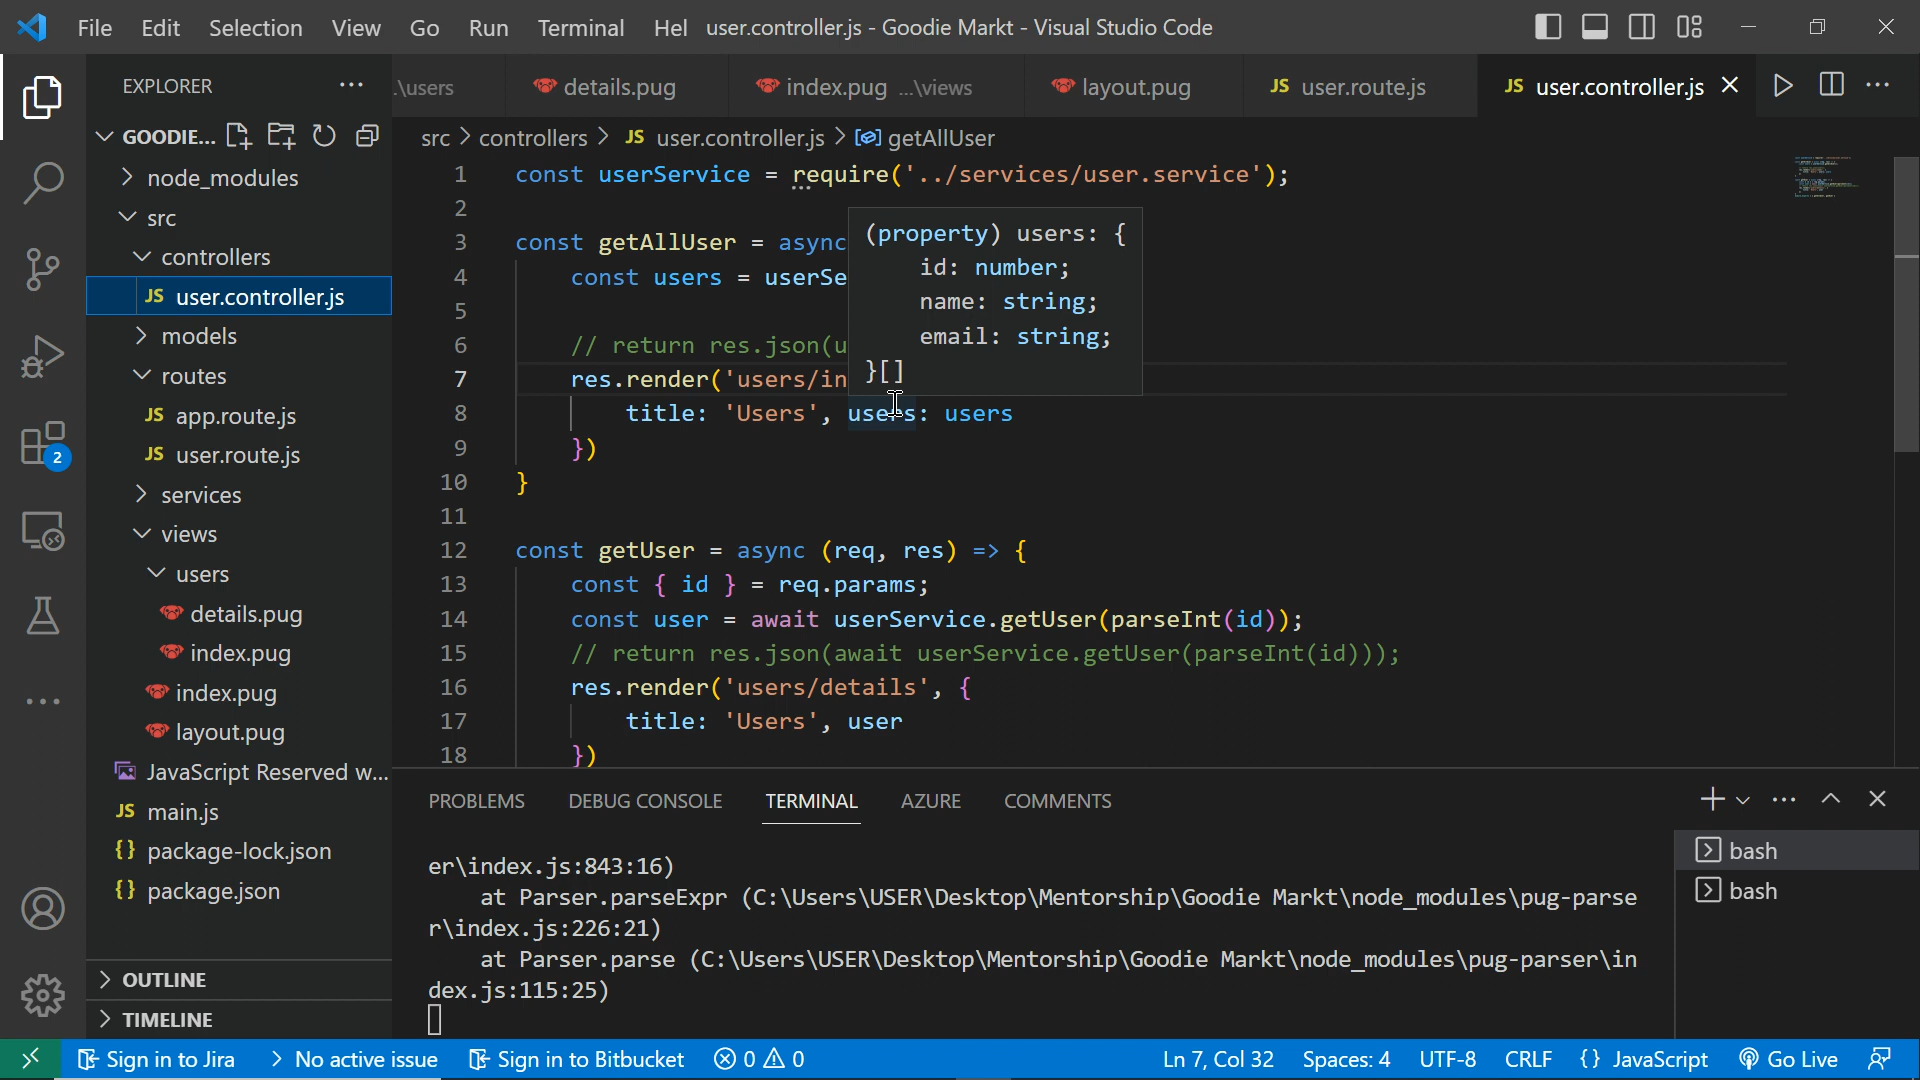 File Edit Selection View Go Run Terminal Hel user.controller.js - Goodie Markt - Visual Studio Code
EXPLORER
.\users details.pug index.pug ...\views layout.pug JS user.route.js JS user.controller.js
GOODIE...
src > controllers > JS user.controller.js > getAllUser
node_modules
src
controllers
JS user.controller.js
models
routes
JS app.route.js
JS user.route.js
services
views
users
details.pug
index.pug
index.pug
layout.pug
JavaScript Reserved w...
JS main.js
{} package-lock.json
{} package.json
OUTLINE
TIMELINE
2
1 const userService = require('../services/user.service');
2
3 const getAllUser = async
4 const users = userSe
5
6 // return res.json(u
7 res.render('users/in
8 title: 'Users', users: users
9 })
10 }
11
12 const getUser = async (req, res) => {
13 const { id } = req.params;
14 const user = await userService.getUser(parseInt(id));
15 // return res.json(await userService.getUser(parseInt(id)));
16 res.render('users/details', {
17 title: 'Users', user
18 })
(property) users: {
id: number;
name: string;
email: string;
}[]
PROBLEMS DEBUG CONSOLE TERMINAL AZURE COMMENTS
er\index.js:843:16)
at Parser.parseExpr (C:\Users\USER\Desktop\Mentorship\Goodie Markt\node_modules\pug-parse
r\index.js:226:21)
at Parser.parse (C:\Users\USER\Desktop\Mentorship\Goodie Markt\node_modules\pug-parser\in
dex.js:115:25)
bash
bash
Sign in to Jira > No active issue Sign in to Bitbucket 0 0 Ln 7, Col 32 Spaces: 4 UTF-8 CRLF {} JavaScript Go Live